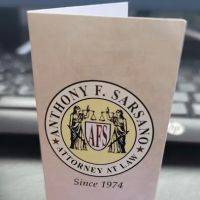 ANTHONY F. SARSANO
AFS
ATTORNEY AT LAW
Since 1974